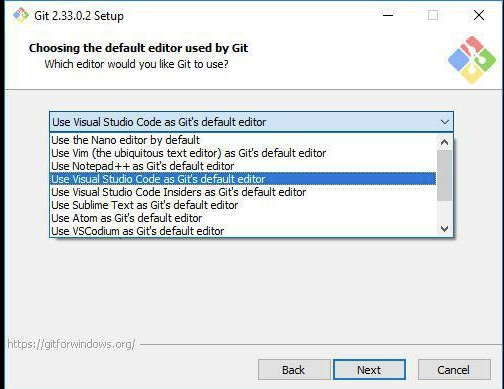 Git 2.33.0.2 Setup
Choosing the default editor used by Git
Which editor would you like Git to use?
Use Visual Studio Code as Git's default editor
Use the Nano editor by default
Use Vim (the ubiquitous text editor) as Git's default editor
Use Notepad++ as Git's default editor
Use Visual Studio Code as Git's default editor
Use Visual Studio Code Insiders as Git's default editor
Use Sublime Text as Git's default editor
Use Atom as Git's default editor
Use VSCodium as Git's default editor
https://gitforwindows.org/
Back Next Cancel